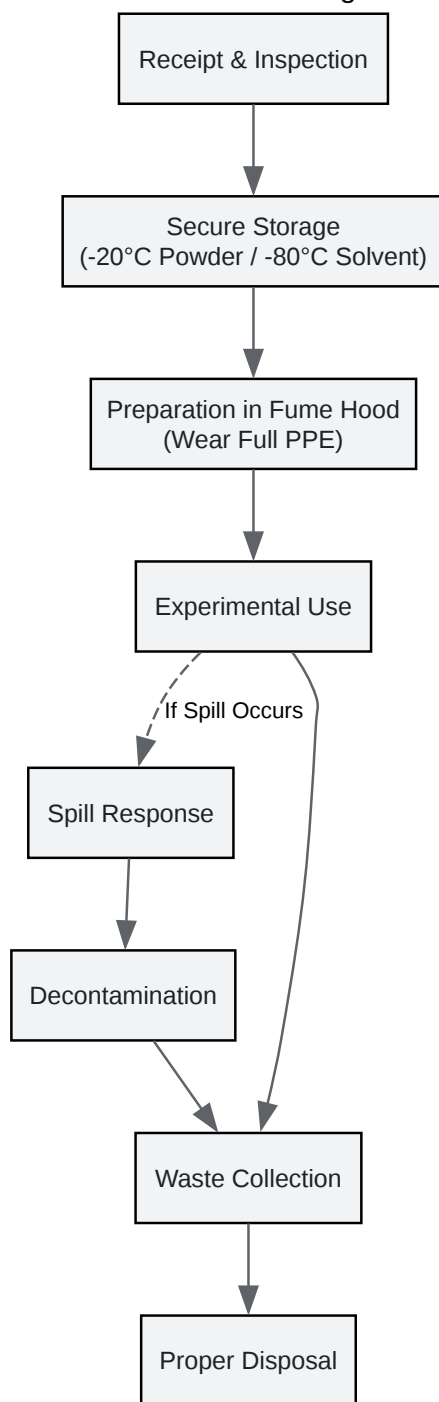 Receipt & Inspection
Secure Storage
(-20°C Powder / -80°C Solvent)
Preparation in Fume Hood
(Wear Full PPE)
Experimental Use
If Spill Occurs
Spill Response
Decontamination
Waste Collection
Proper Disposal